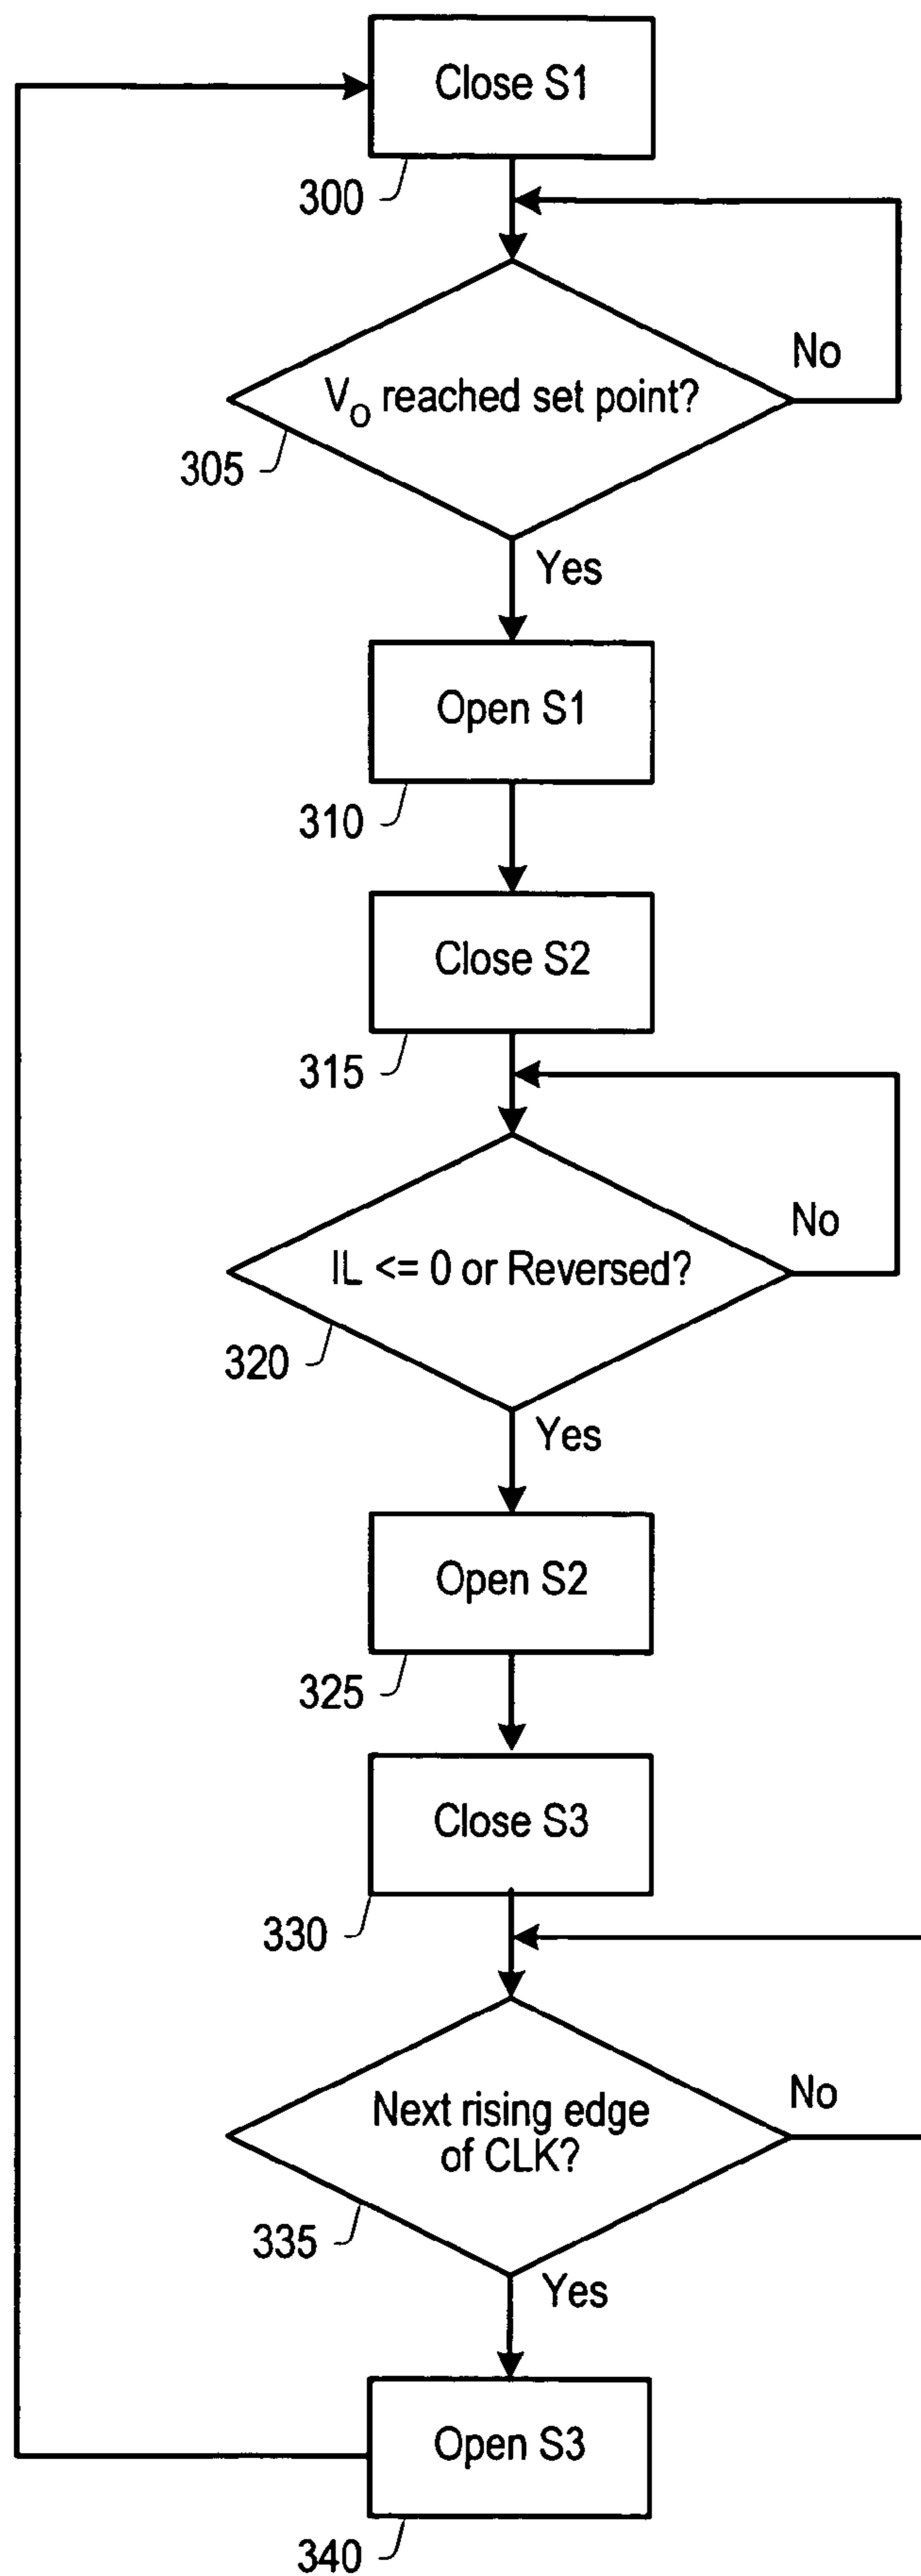 Close S1
300
No
VO reached set point?
305
Yes
Open S1
310
Close S2
315
No
IL <= 0 or Reversed?
320
Yes
Open S2
325
Close S3
330
No
Next rising edge
of CLK?
335
Yes
Open S3
340